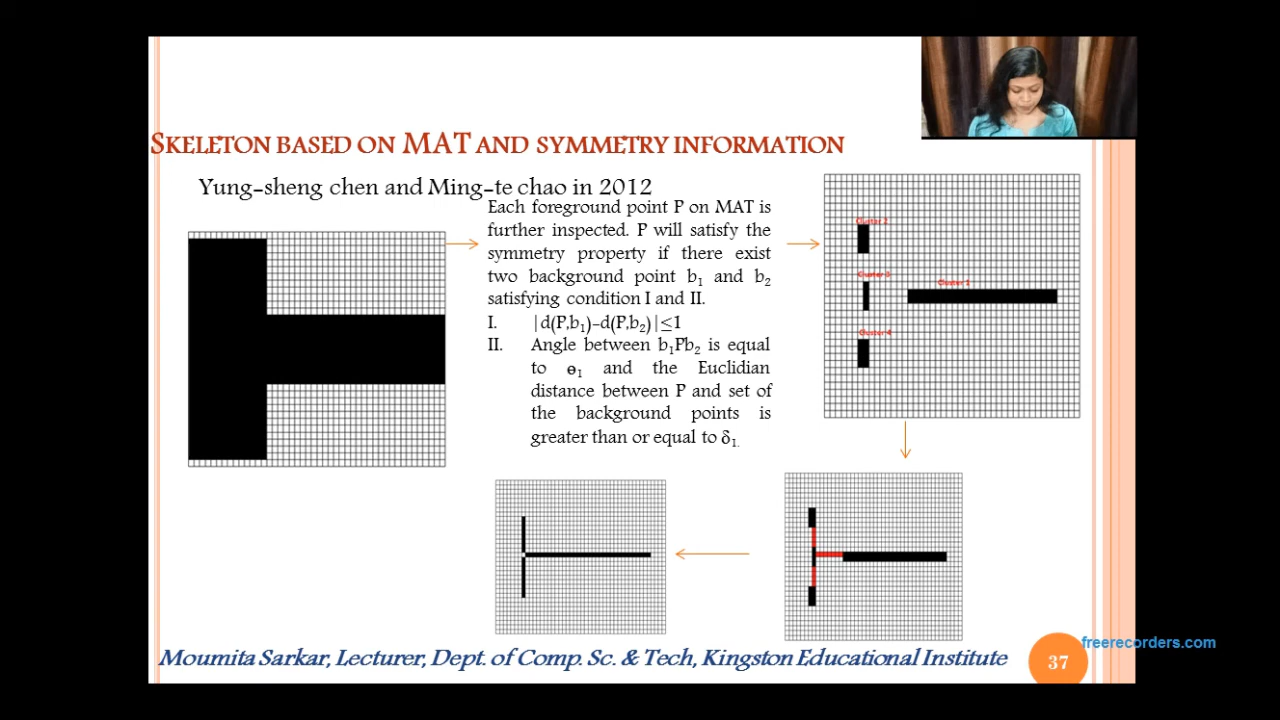 SKELETON BASED ON MAT AND SYMMETRY INFORMATION
Yung-sheng chen and Ming-te chao in 2012
Each foreground point P on MAT is
further inspected. P will satisfy the
symmetry property if there exist
two background point b₁ and b₂
satisfying condition I and II.
I. |d(P,b₁)-d(P,b₂)|≤1
II. Angle between b₁Pb₂ is equal
to ɵ₁ and the Euclidian
distance between P and set of
the background points is
greater than or equal to δ₁.
Cluster 2
Cluster 3
Cluster 1
Cluster 4
Moumita Sarkar, Lecturer, Dept. of Comp. Sc. & Tech, Kingston Educational Institute
37
freerecorders.com